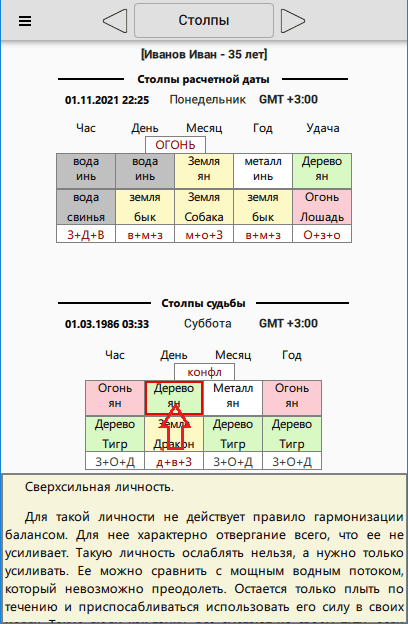 Столпы
[Иванов Иван - 35 лет]
Столпы расчетной даты
01.11.2021 22:25 Понедельник GMT +3:00
Час День Месяц Год Удача
ОГОНЬ
вода вода Земля металл Дерево
инь инь ян инь ян
вода земля Земля земля Огонь
свинья бык Собака бык Лошадь
З+Д+В в+м+з м+о+З в+м+з О+з+о
Столпы судьбы
01.03.1986 03:33 Суббота GMT +3:00
Час День Месяц Год
конфл
Огонь Дерево Металл Огонь
ян ян ян ян
Дерево Земля Дерево Дерево
Тигр Дракон Тигр Тигр
З+О+Д д+в+З З+О+Д З+О+Д
Сверхсильная личность.
Для такой личности не действует правило гармонизации
балансом. Для нее характерно отвергание всего, что ее не
усиливает. Такую личность ослаблять нельзя, а нужно только
усиливать. Ее можно сравнить с мощным водным потоком,
который невозможно преодолеть. Остается только плыть по
течению и приспосабливаться использовать его силу в своих